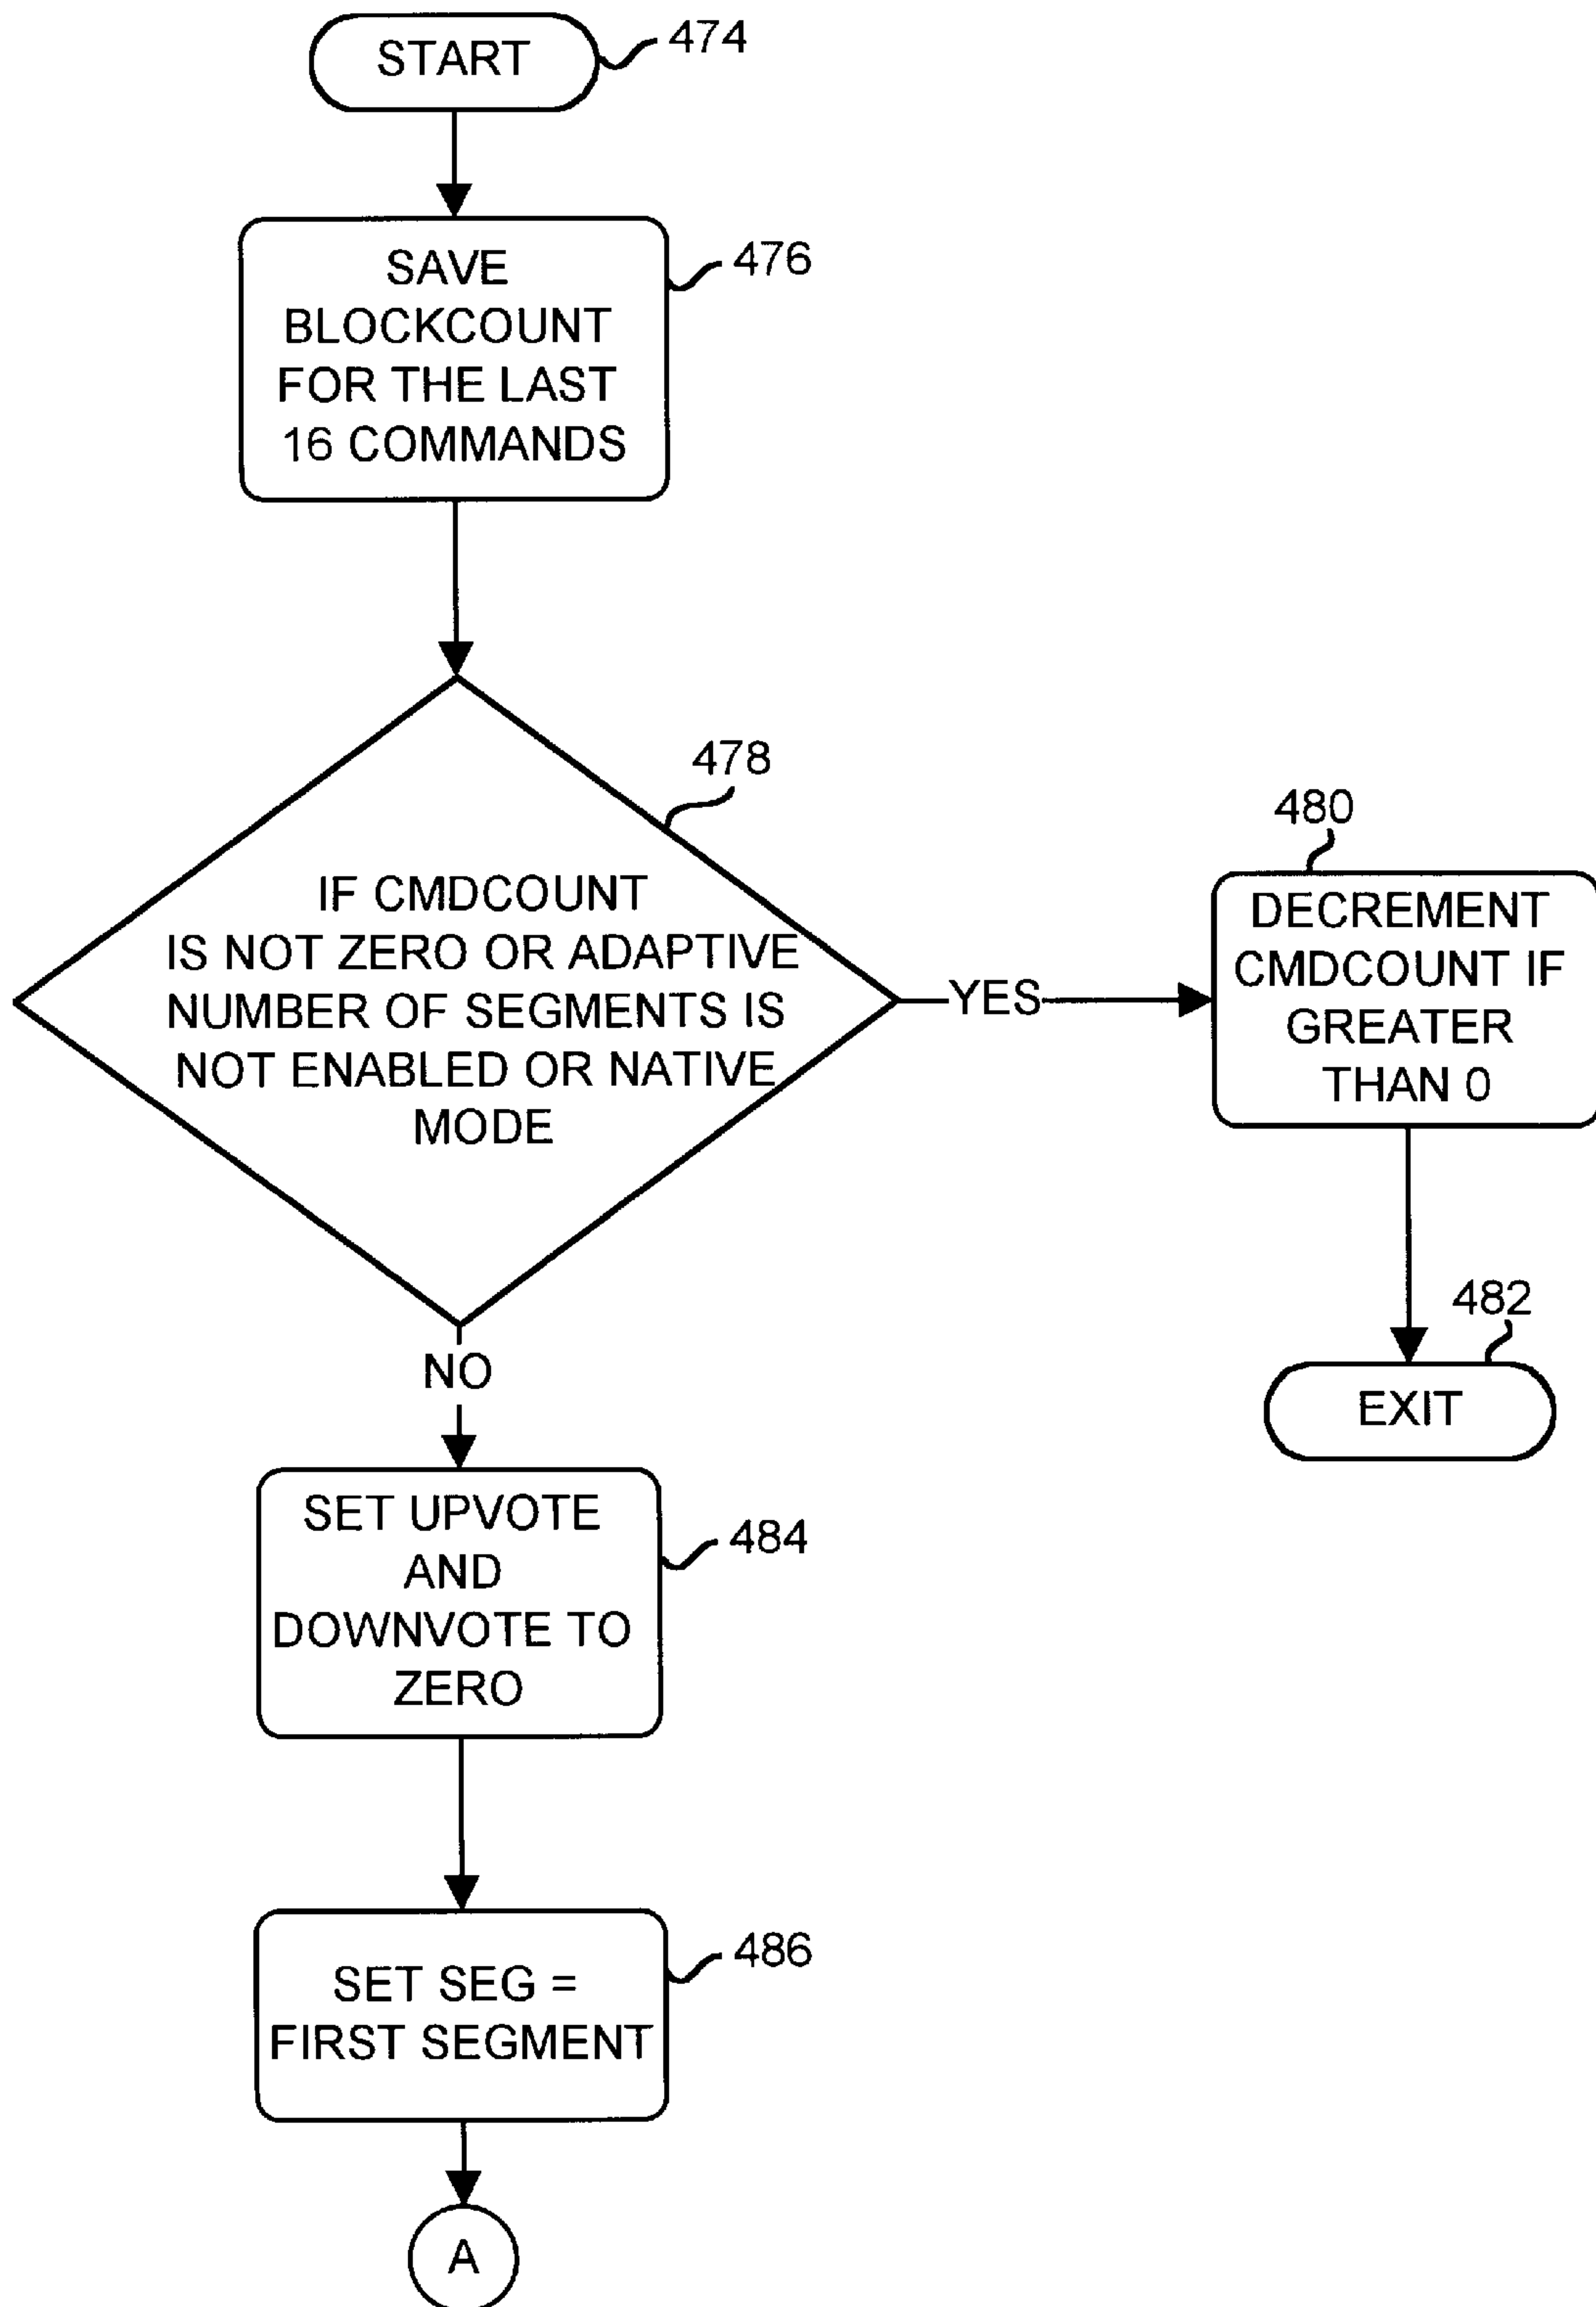 START
474
SAVE
BLOCKCOUNT
FOR THE LAST
16 COMMANDS
476
478
IF CMDCOUNT
IS NOT ZERO OR ADAPTIVE
NUMBER OF SEGMENTS IS
NOT ENABLED OR NATIVE
MODE
YES
480
DECREMENT
CMDCOUNT IF
GREATER
THAN 0
482
EXIT
NO
SET UPVOTE
AND
DOWNVOTE TO
ZERO
484
SET SEG =
FIRST SEGMENT
486
A